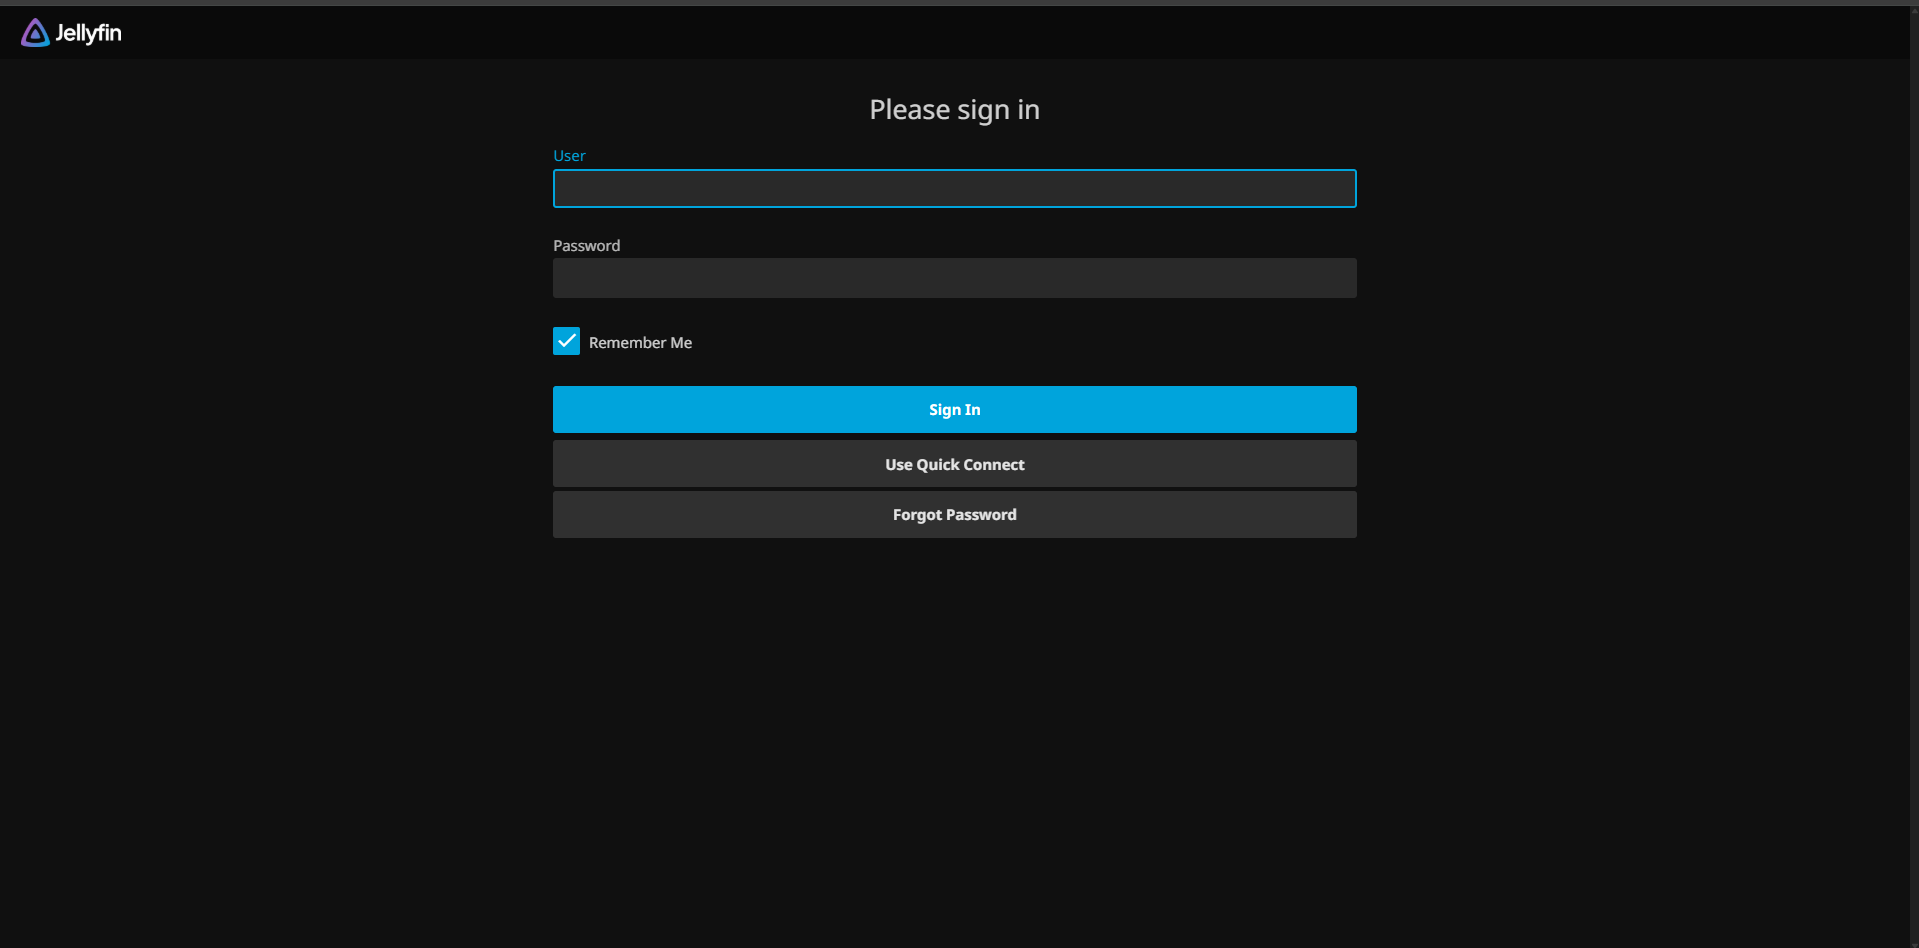 Jellyfin
Please sign in
User
Password
Remember Me
Sign In
Use Quick Connect
Forgot Password